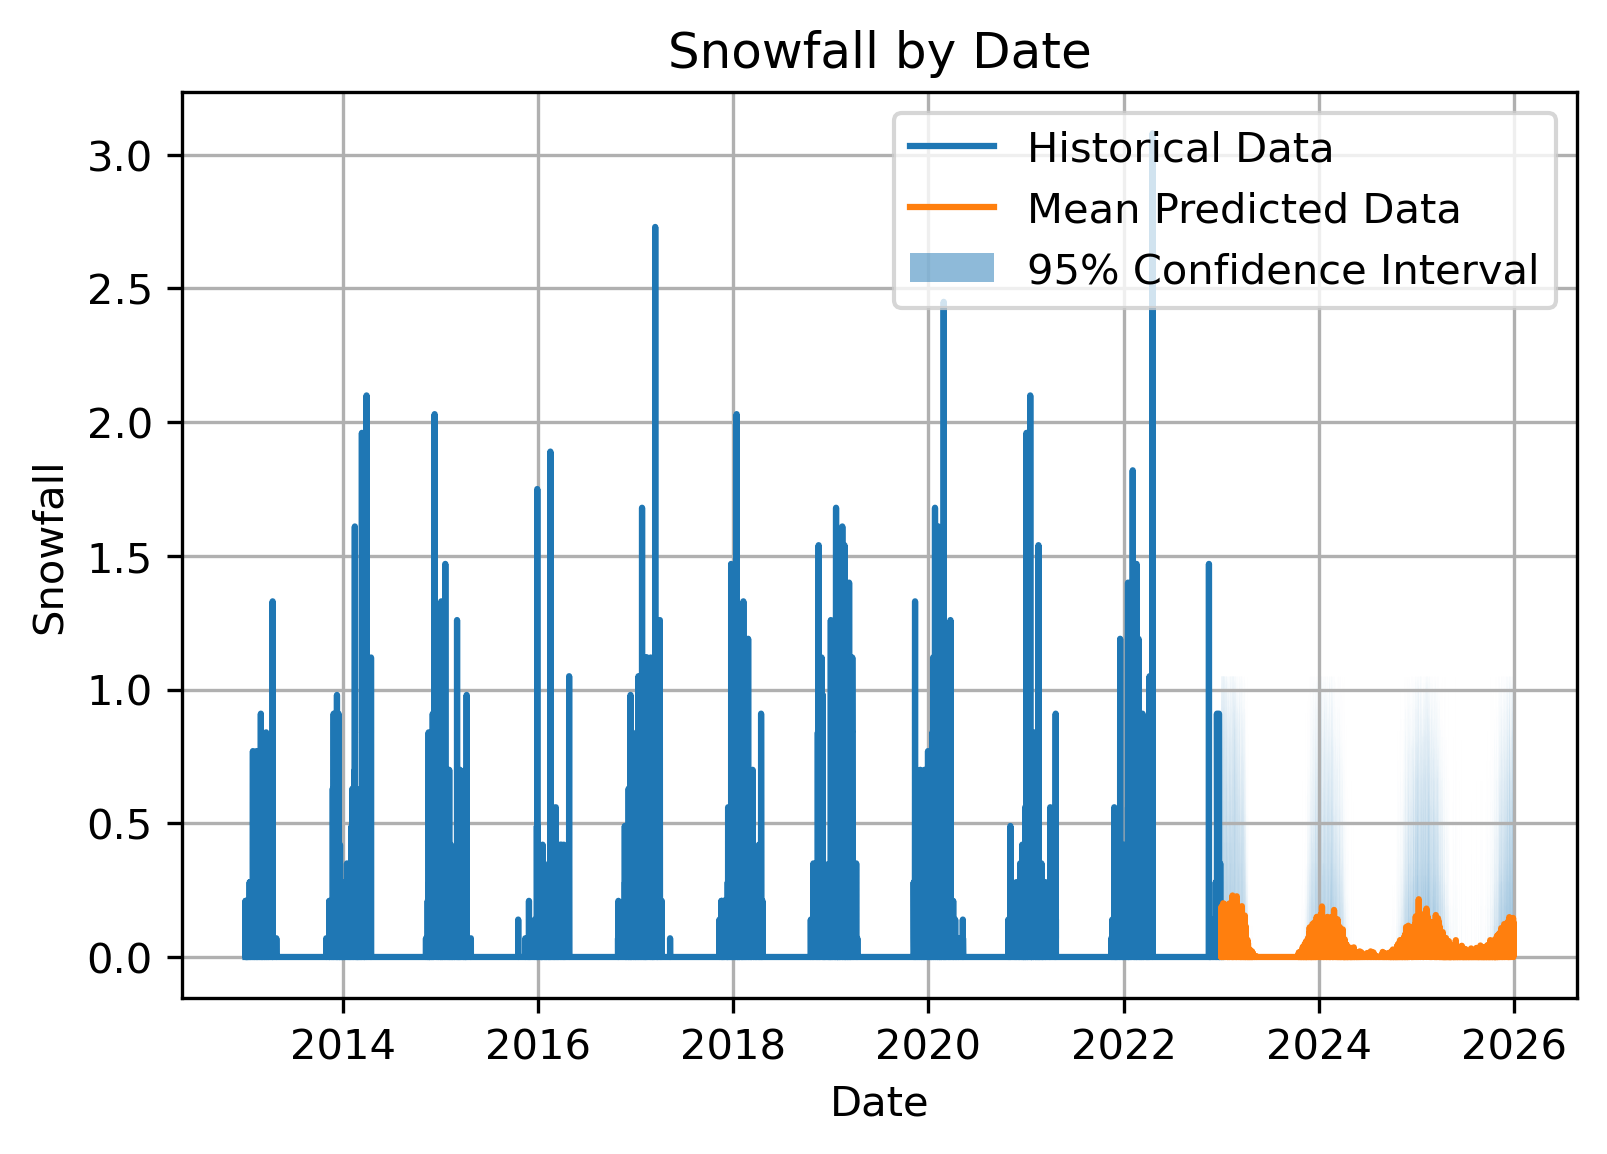 Snowfall by Date
Historical Data
Mean Predicted Data
95% Confidence Interval
3.0
2.5
2.0
1.5
1.0
0.5
0.0
Snowfall
2014 2016 2018 2020 2022 2024 2026
Date